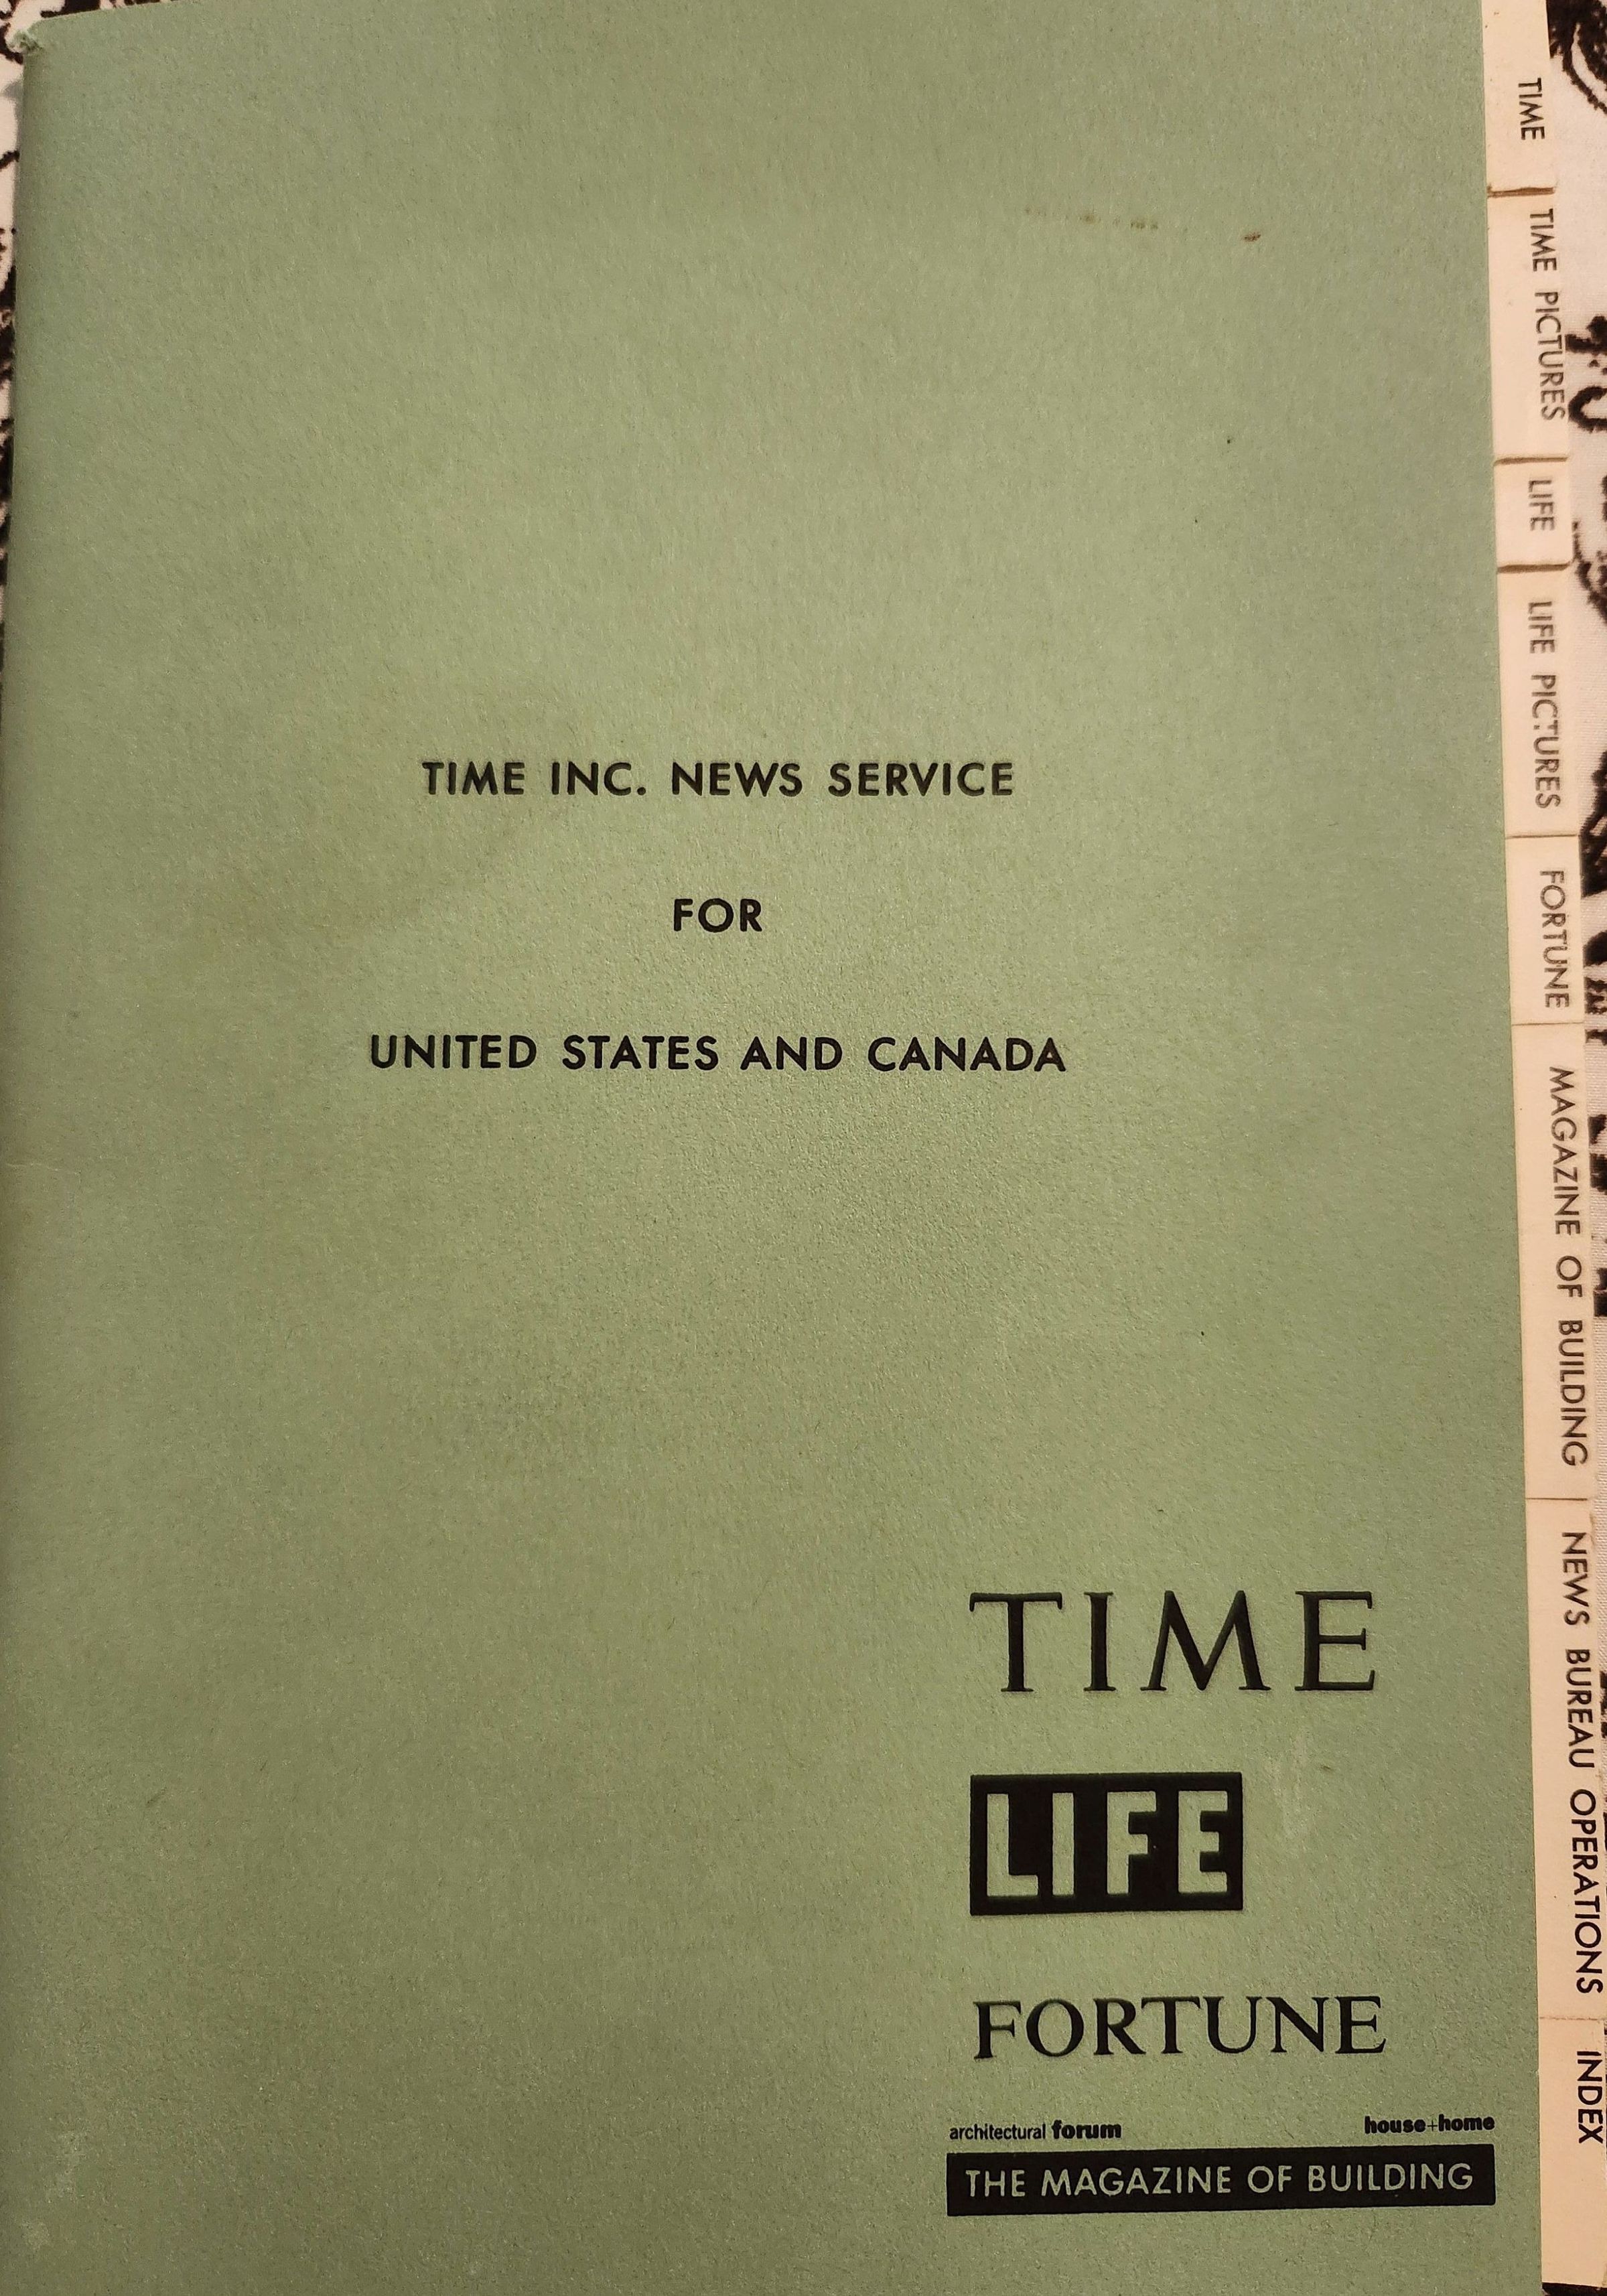 TIME INC. NEWS SERVICE
FOR
UNITED STATES AND CANADA
TIME
LIFE
FORTUNE
architectural forum house+home
THE MAGAZINE OF BUILDING
TIME
TIME PICTURES
LIFE
LIFE PICTURES
FORTUNE
MAGAZINE OF BUILDING
NEWS BUREAU OPERATIONS
INDEX